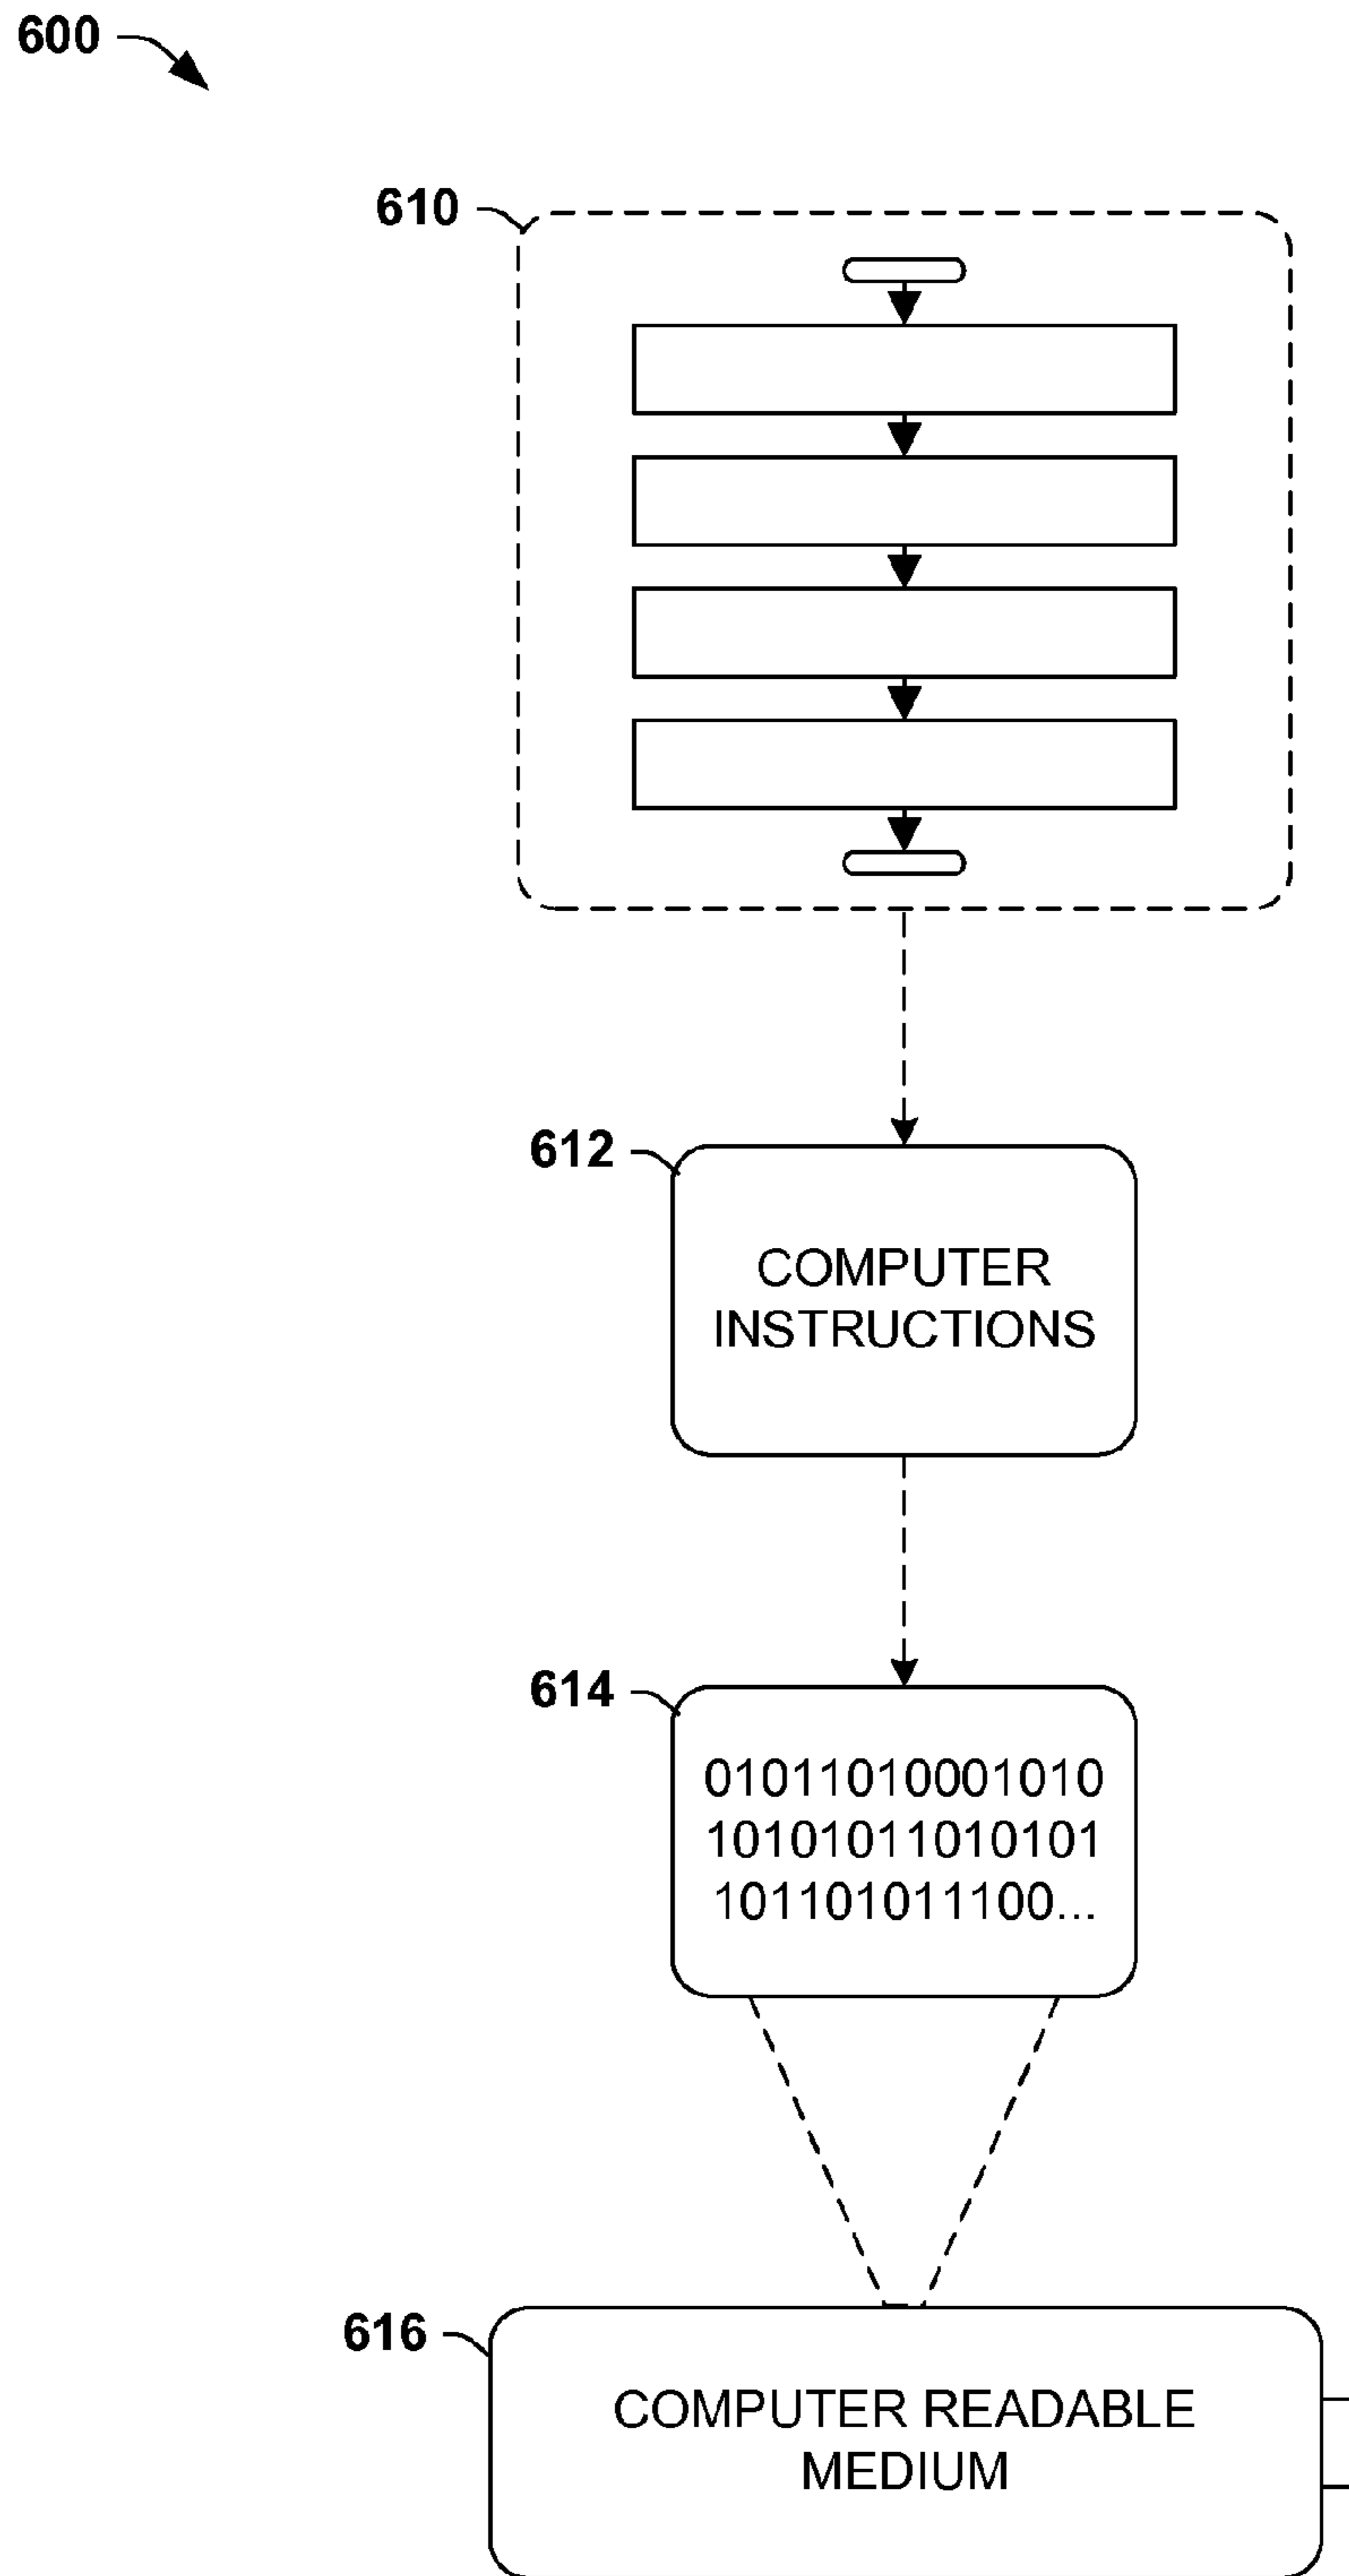 600
610
612
COMPUTER
INSTRUCTIONS
614
01011010001010
10101011010101
101101011100...
616
COMPUTER READABLE
MEDIUM